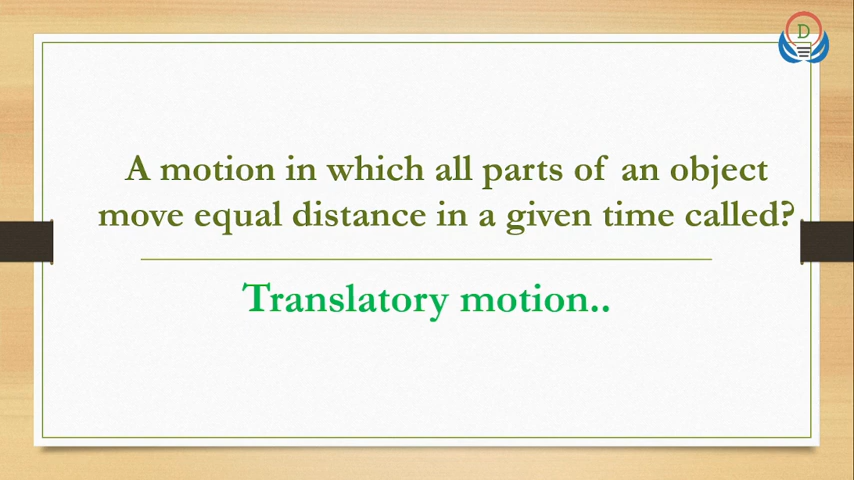 D
A motion in which all parts of an object
move equal distance in a given time called?
Translatory motion..